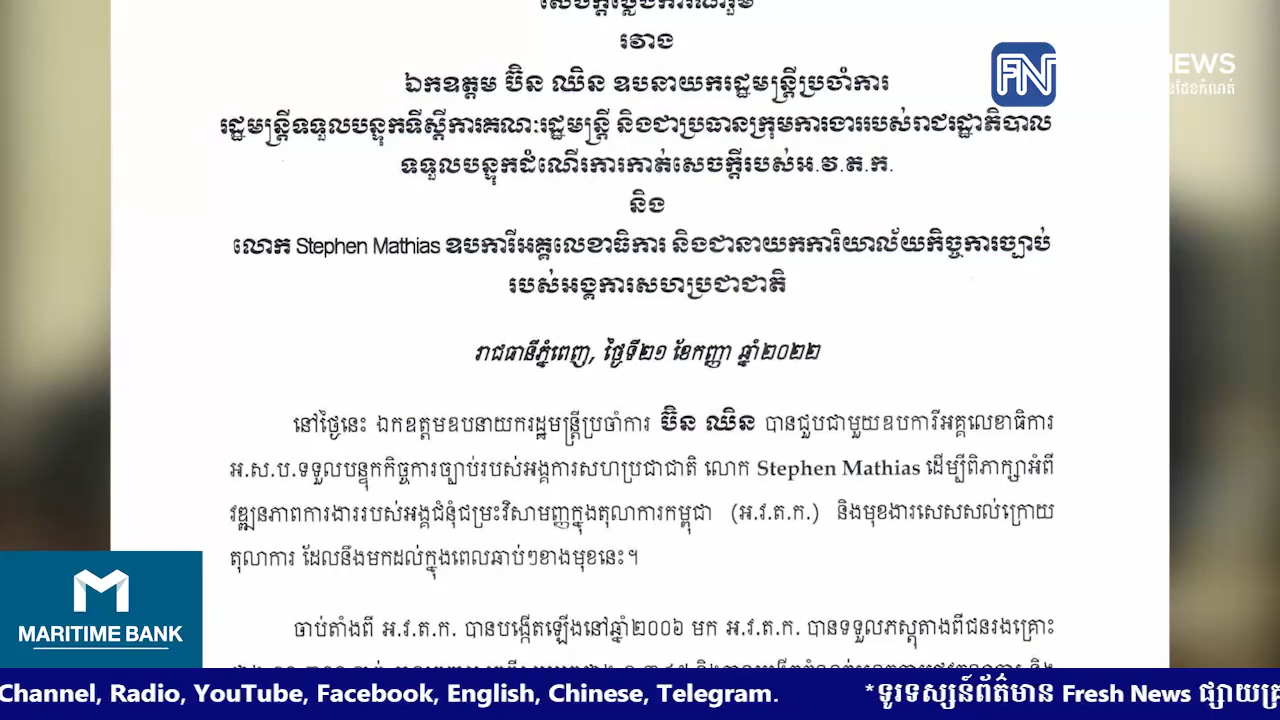 សេចក្តីថ្លែងការណ៍រួម
រវាង
ឯកឧត្តម ប៊ិន ឈិន ឧបនាយករដ្ឋមន្ត្រីប្រចាំការ
រដ្ឋមន្ត្រីទទួលបន្ទុកទីស្តីការគណៈរដ្ឋមន្ត្រី និងជាប្រធានក្រុមការងាររបស់រាជរដ្ឋាភិបាល
ទទួលបន្ទុកដំណើរការកាត់សេចក្តីរបស់អ.វ.ត.ក.
និង
លោក Stephen Mathias ឧបការីអគ្គលេខាធិការ និងជានាយកការិយាល័យកិច្ចការច្បាប់
របស់អង្គការសហប្រជាជាតិ
រាជធានីភ្នំពេញ, ថ្ងៃទី២១ ខែកញ្ញា ឆ្នាំ២០២២
នៅថ្ងៃនេះ ឯកឧត្តមឧបនាយករដ្ឋមន្ត្រីប្រចាំការ ប៊ិន ឈិន បានជួបជាមួយឧបការីអគ្គលេខាធិការ
អ.ស.ប.ទទួលបន្ទុកកិច្ចការច្បាប់របស់អង្គការសហប្រជាជាតិ លោក Stephen Mathias ដើម្បីពិភាក្សាអំពី
វឌ្ឍនភាពការងាររបស់អង្គជំនុំជម្រះវិសាមញ្ញក្នុងតុលាការកម្ពុជា (អ.វ.ត.ក.) និងមុខងារសេសសល់ក្រោយ
តុលាការ ដែលនឹងមកដល់ក្នុងពេលឆាប់ៗខាងមុខនេះ។
ចាប់តាំងពី អ.វ.ត.ក. បានបង្កើតឡើងនៅឆ្នាំ២០០៦ មក អ.វ.ត.ក. បានទទួលភស្តុតាងពីជនរងគ្រោះ
FN
NEWS
MARITIME BANK
Channel, Radio, YouTube, Facebook, English, Chinese, Telegram.
*ទូរទស្សន៍ព័ត៌មាន Fresh News ផ្សាយ